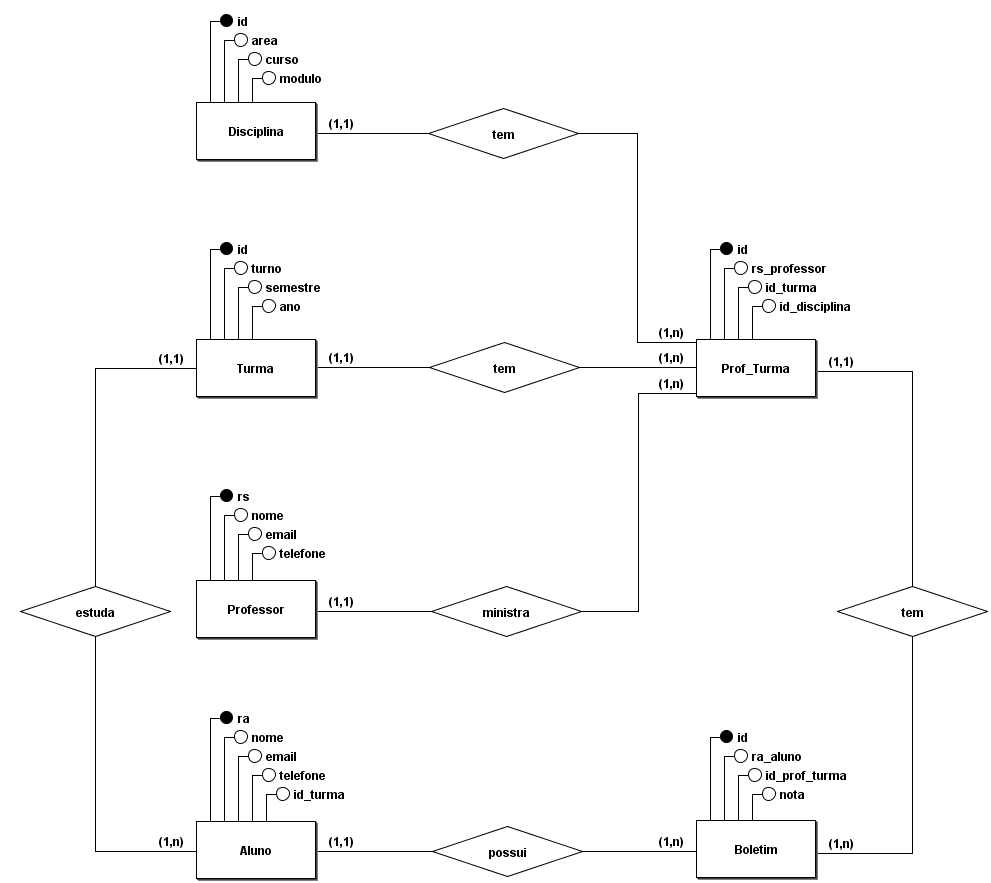 id
area
curso
modulo
Disciplina
(1,1)
tem
id
turno
semestre
ano
(1,1)
Turma
(1,1)
tem
id
rs_professor
id_turma
id_disciplina
(1,n)
(1,n)
(1,n)
Prof_Turma
(1,1)
rs
nome
email
telefone
Professor
(1,1)
ministra
estuda
tem
ra
nome
email
telefone
id_turma
(1,n)
Aluno
(1,1)
possui
id
ra_aluno
id_prof_turma
nota
(1,n)
Boletim
(1,n)